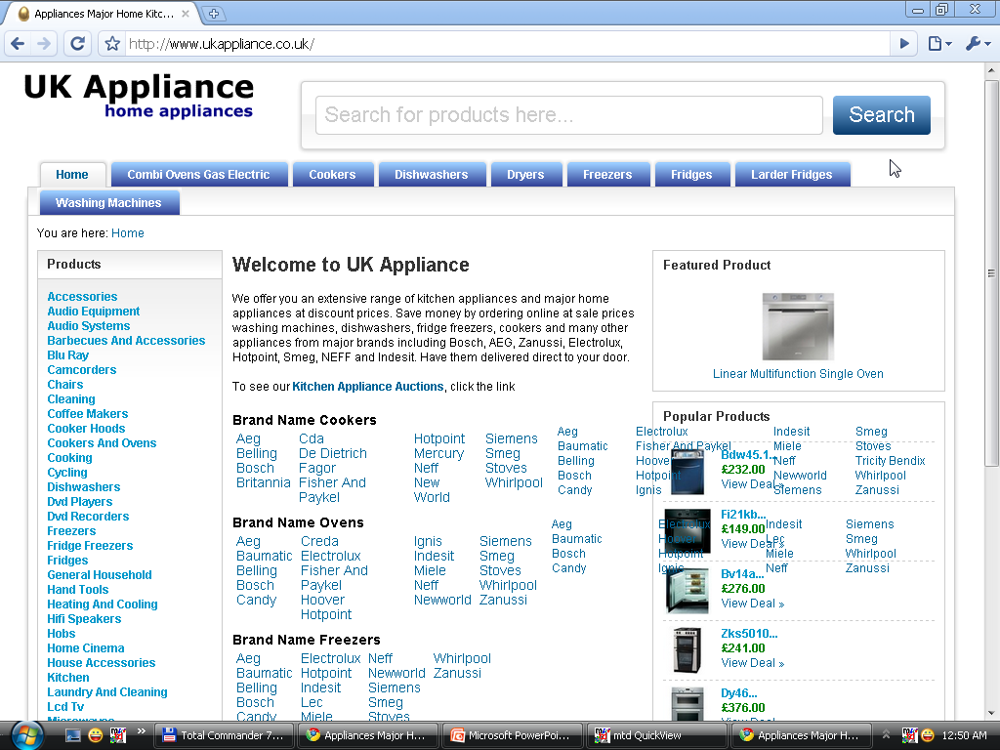 Appliances Major Home Kitc...
http://www.ukappliance.co.uk/
UK Appliance
home appliances
Search for products here...
Search
Home
Combi Ovens Gas Electric
Cookers
Dishwashers
Dryers
Freezers
Fridges
Larder Fridges
Washing Machines
You are here: Home
Products
Accessories
Audio Equipment
Audio Systems
Barbecues And Accessories
Blu Ray
Camcorders
Chairs
Cleaning
Coffee Makers
Cooker Hoods
Cookers And Ovens
Cooking
Cycling
Dishwashers
Dvd Players
Dvd Recorders
Freezers
Fridge Freezers
Fridges
General Household
Hand Tools
Heating And Cooling
Hifi Speakers
Hobs
Home Cinema
House Accessories
Kitchen
Laundry And Cleaning
Lcd Tv
Microwaves
Welcome to UK Appliance
We offer you an extensive range of kitchen appliances and major home
appliances at discount prices. Save money by ordering online at sale prices
washing machines, dishwashers, fridge freezers, cookers and many other
appliances from major brands including Bosch, AEG, Zanussi, Electrolux,
Hotpoint, Smeg, NEFF and Indesit. Have them delivered direct to your door.
To see our Kitchen Appliance Auctions, click the link
Brand Name Cookers
Aeg
Belling
Bosch
Britannia
Cda
De Dietrich
Fagor
Fisher And
Paykel
Hotpoint
Mercury
Neff
New
World
Siemens
Smeg
Stoves
Whirlpool
Aeg
Baumatic
Belling
Bosch
Candy
Electrolux
Fisher And Paykel
Hoover
Hotpoint
Ignis
Indesit
Miele
Neff
Newworld
Siemens
Smeg
Stoves
Tricity Bendix
Whirlpool
Zanussi
Brand Name Ovens
Aeg
Baumatic
Belling
Bosch
Candy
Creda
Electrolux
Fisher And
Paykel
Hoover
Hotpoint
Ignis
Indesit
Miele
Neff
Newworld
Siemens
Smeg
Stoves
Whirlpool
Zanussi
Aeg
Baumatic
Bosch
Candy
Electrolux
Hoover
Hotpoint
Ignis
Indesit
Lec
Miele
Neff
Siemens
Smeg
Whirlpool
Zanussi
Brand Name Freezers
Aeg
Baumatic
Belling
Bosch
Candy
Electrolux
Hotpoint
Indesit
Lec
Miele
Neff
Newworld
Siemens
Smeg
Stoves
Whirlpool
Zanussi
Featured Product
Linear Multifunction Single Oven
Popular Products
Bdw45.1...
£232.00
View Deal »
Fi21kb...
£149.00
View Deal »
Bv14a...
£276.00
View Deal »
Zks5010...
£241.00
View Deal »
Dy46...
£376.00
View Deal »
Total Commander 7....
Appliances Major H...
Microsoft PowerPoi...
mtd QuickView
Appliances Major H...
12:50 AM